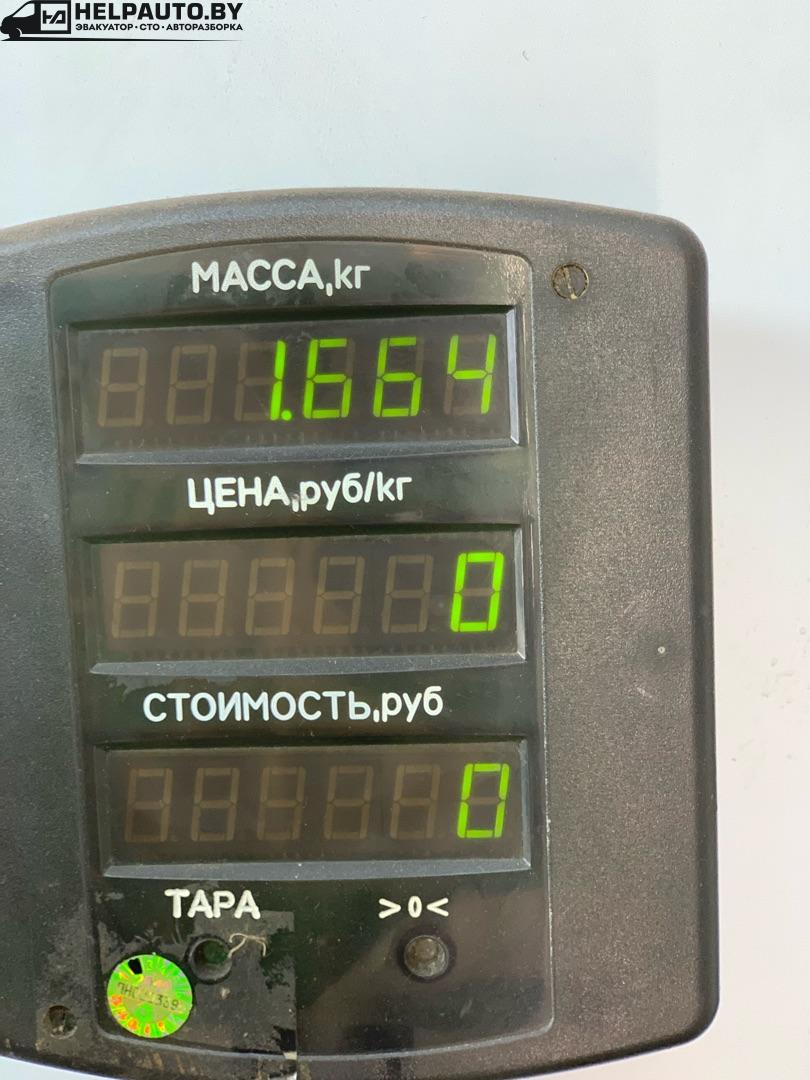 HELPAUTO.BY
ЭВАКУАТОР·СТО·АВТОРАЗБОРКА
МАССА,кг
1.664
ЦЕНА,руб/кг
0
СТОИМОСТЬ,руб
0
ТАРА >0<